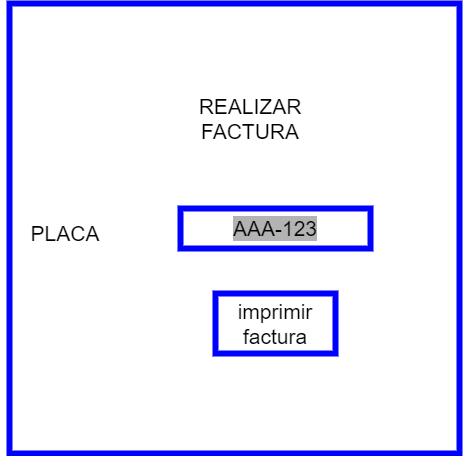 REALIZAR
FACTURA
PLACA
AAA-123
imprimir
factura